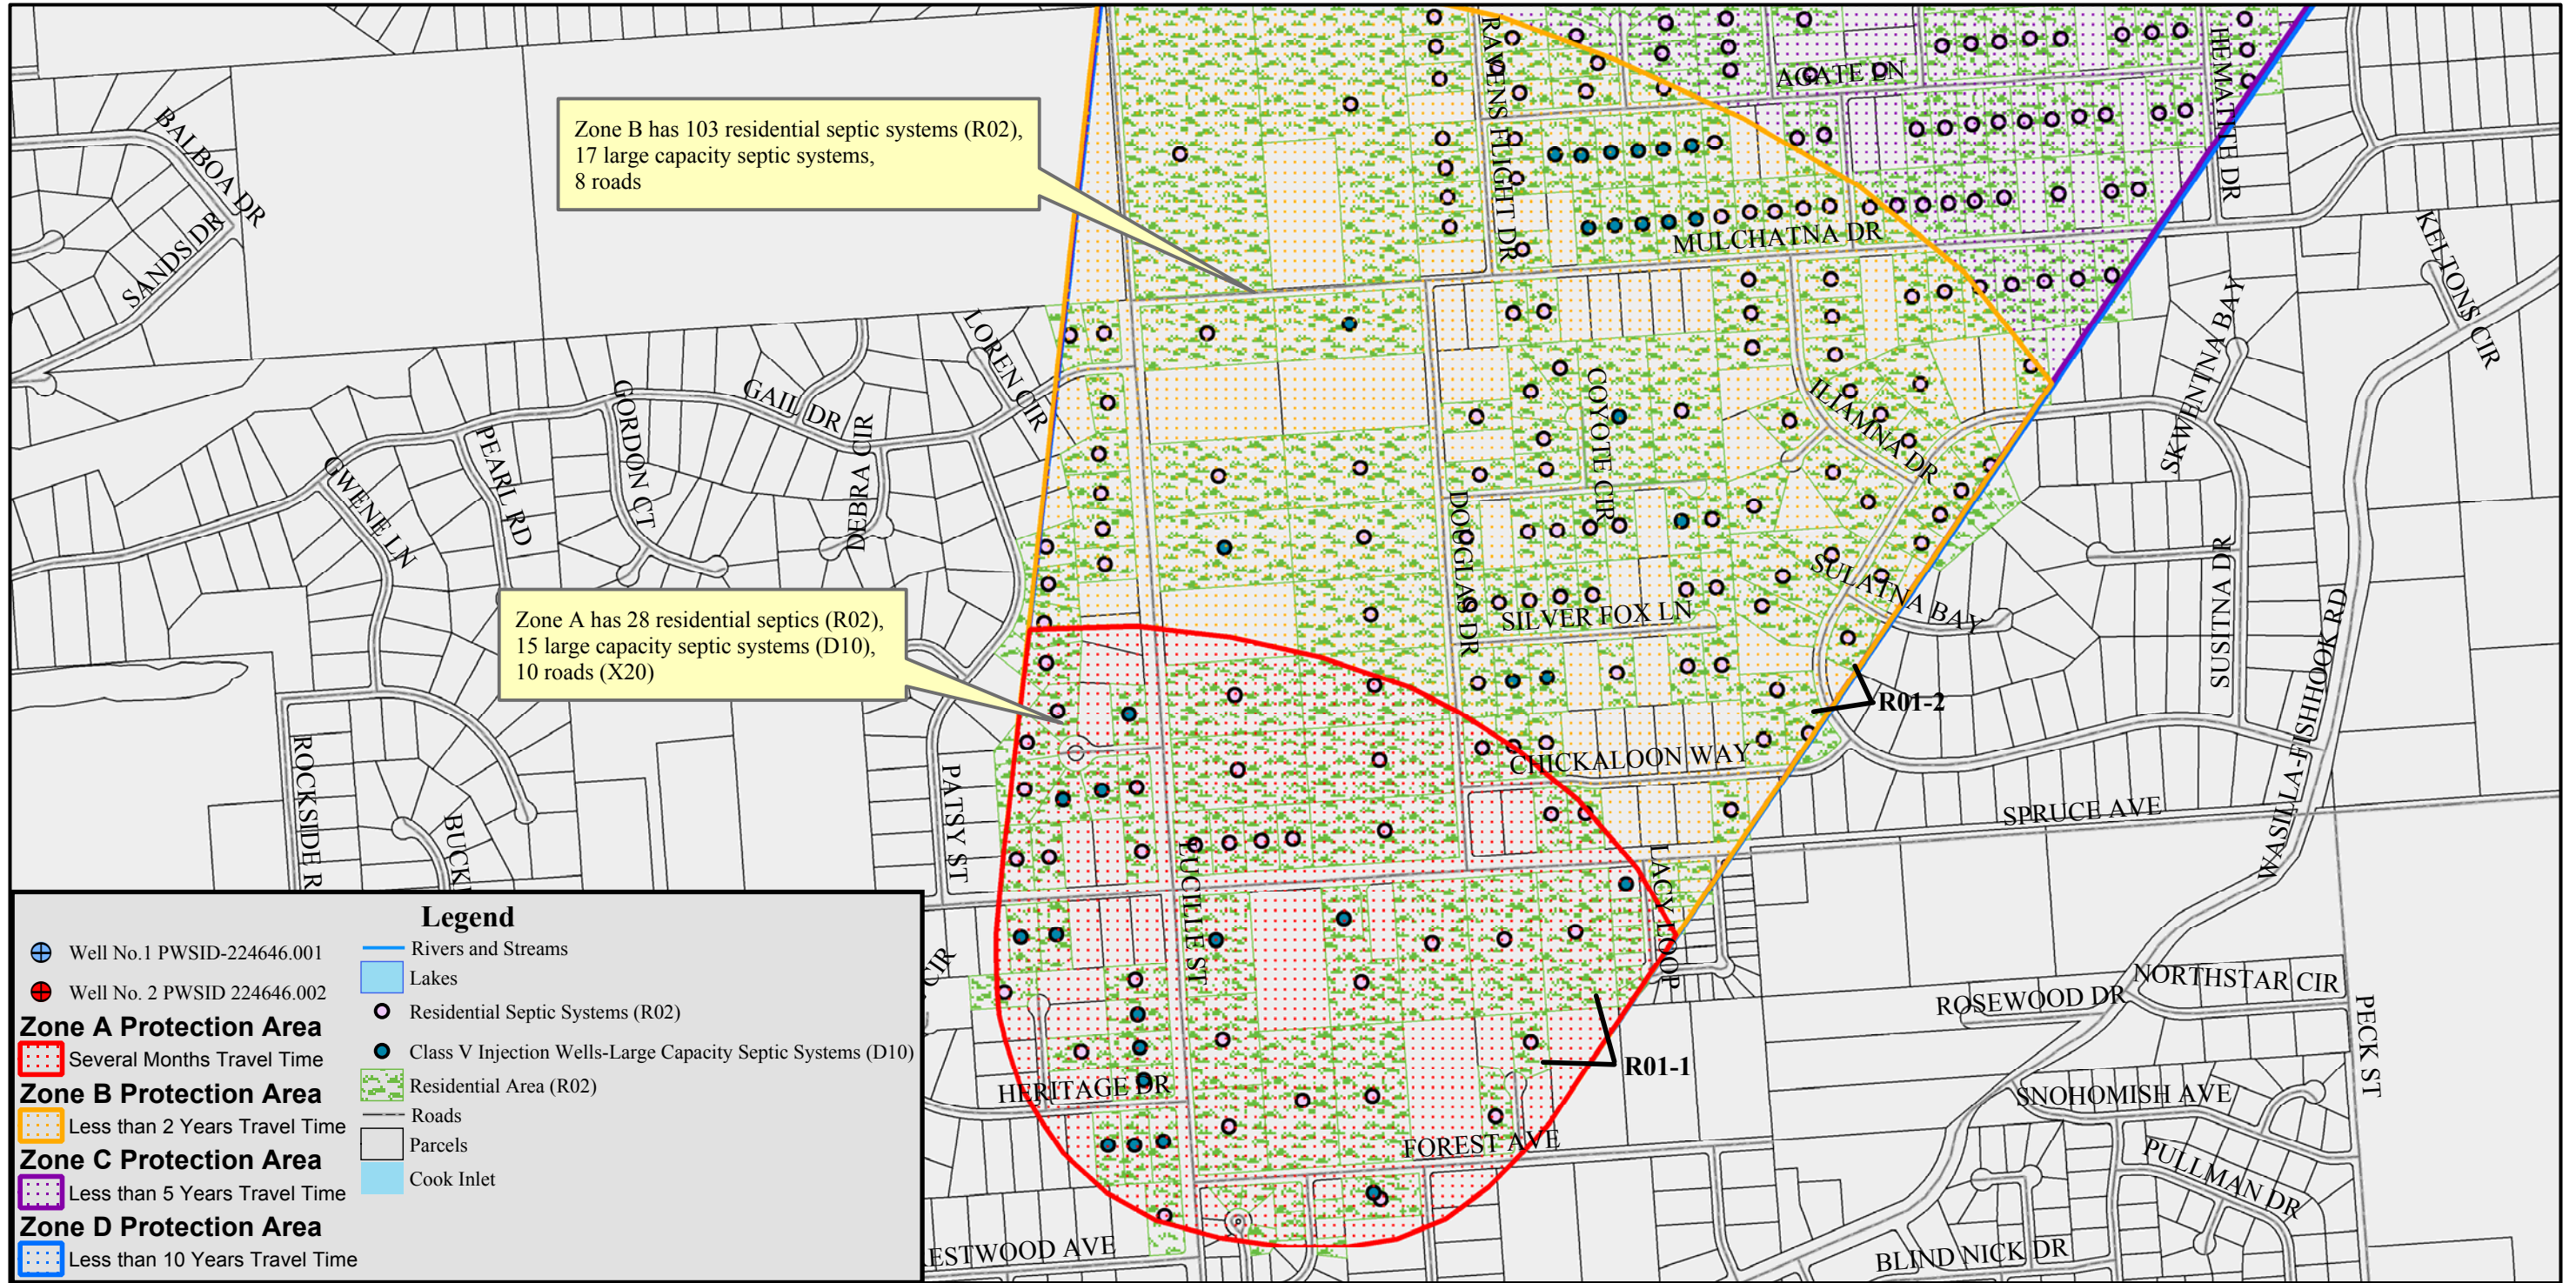 RAVENS FLIGHT DR
AGATE LN
HEMATITE DR
BALBOA DR
SANDS DR
Zone B has 103 residential septic systems (R02),
17 large capacity septic systems,
8 roads
MULCHATNA DR
KELTONS CIR
SKWENTNA BAY
LOREN CIR
GAIL DR
GORDON CT
DEBRA CIR
PEARL RD
GWENE LN
COYOTE CIR
ILIAMNA DR
DOUGLAS DR
SULATNA BAY
SUSITNA DR
SILVER FOX LN
WASILLA-FISHHOOK RD
Zone A has 28 residential septics (R02),
15 large capacity septic systems (D10),
10 roads (X20)
R01-2
CHICKALOON WAY
SPRUCE AVE
ROCKSIDE R
BUCK
PATSY ST
LUCILLE ST
LACY LOOP
CIR
NORTHSTAR CIR
ROSEWOOD DR
PECK ST
R01-1
HERITAGE DR
SNOHOMISH AVE
FOREST AVE
PULLMAN DR
ESTWOOD AVE
BLIND NICK DR
Legend
Well No.1 PWSID-224646.001
Well No. 2 PWSID 224646.002
Zone A Protection Area
Several Months Travel Time
Zone B Protection Area
Less than 2 Years Travel Time
Zone C Protection Area
Less than 5 Years Travel Time
Zone D Protection Area
Less than 10 Years Travel Time
Rivers and Streams
Lakes
Residential Septic Systems (R02)
Class V Injection Wells-Large Capacity Septic Systems (D10)
Residential Area (R02)
Roads
Parcels
Cook Inlet